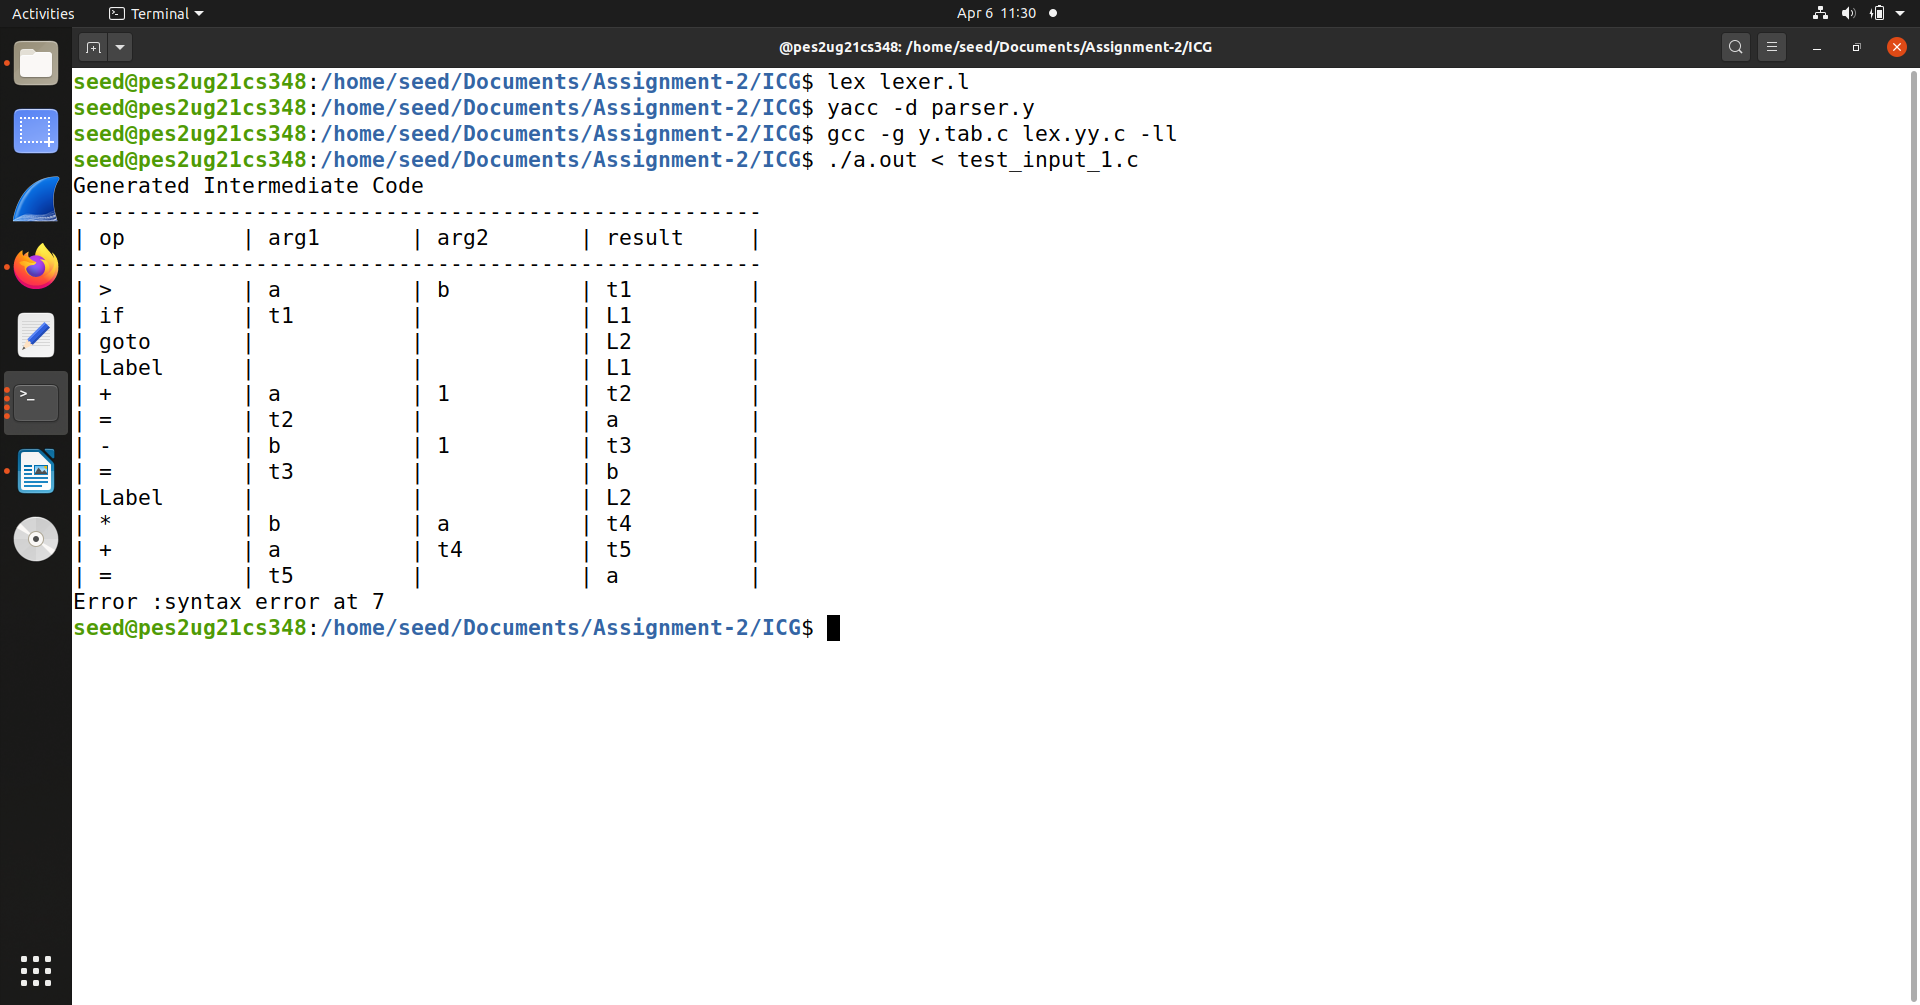 Activities Terminal Apr 6 11:30
@pes2ug21cs348: /home/seed/Documents/Assignment-2/ICG
seed@pes2ug21cs348:/home/seed/Documents/Assignment-2/ICG$ lex lexer.l
seed@pes2ug21cs348:/home/seed/Documents/Assignment-2/ICG$ yacc -d parser.y
seed@pes2ug21cs348:/home/seed/Documents/Assignment-2/ICG$ gcc -g y.tab.c lex.yy.c -ll
seed@pes2ug21cs348:/home/seed/Documents/Assignment-2/ICG$ ./a.out < test_input_1.c
Generated Intermediate Code
-----------------------------------------------------
| op         | arg1       | arg2       | result     |
-----------------------------------------------------
| >          | a          | b          | t1         |
| if         | t1         |            | L1         |
| goto       |            |            | L2         |
| Label      |            |            | L1         |
| +          | a          | 1          | t2         |
| =          | t2         |            | a          |
| -          | b          | 1          | t3         |
| =          | t3         |            | b          |
| Label      |            |            | L2         |
| *          | b          | a          | t4         |
| +          | a          | t4         | t5         |
| =          | t5         |            | a          |
Error :syntax error at 7
seed@pes2ug21cs348:/home/seed/Documents/Assignment-2/ICG$